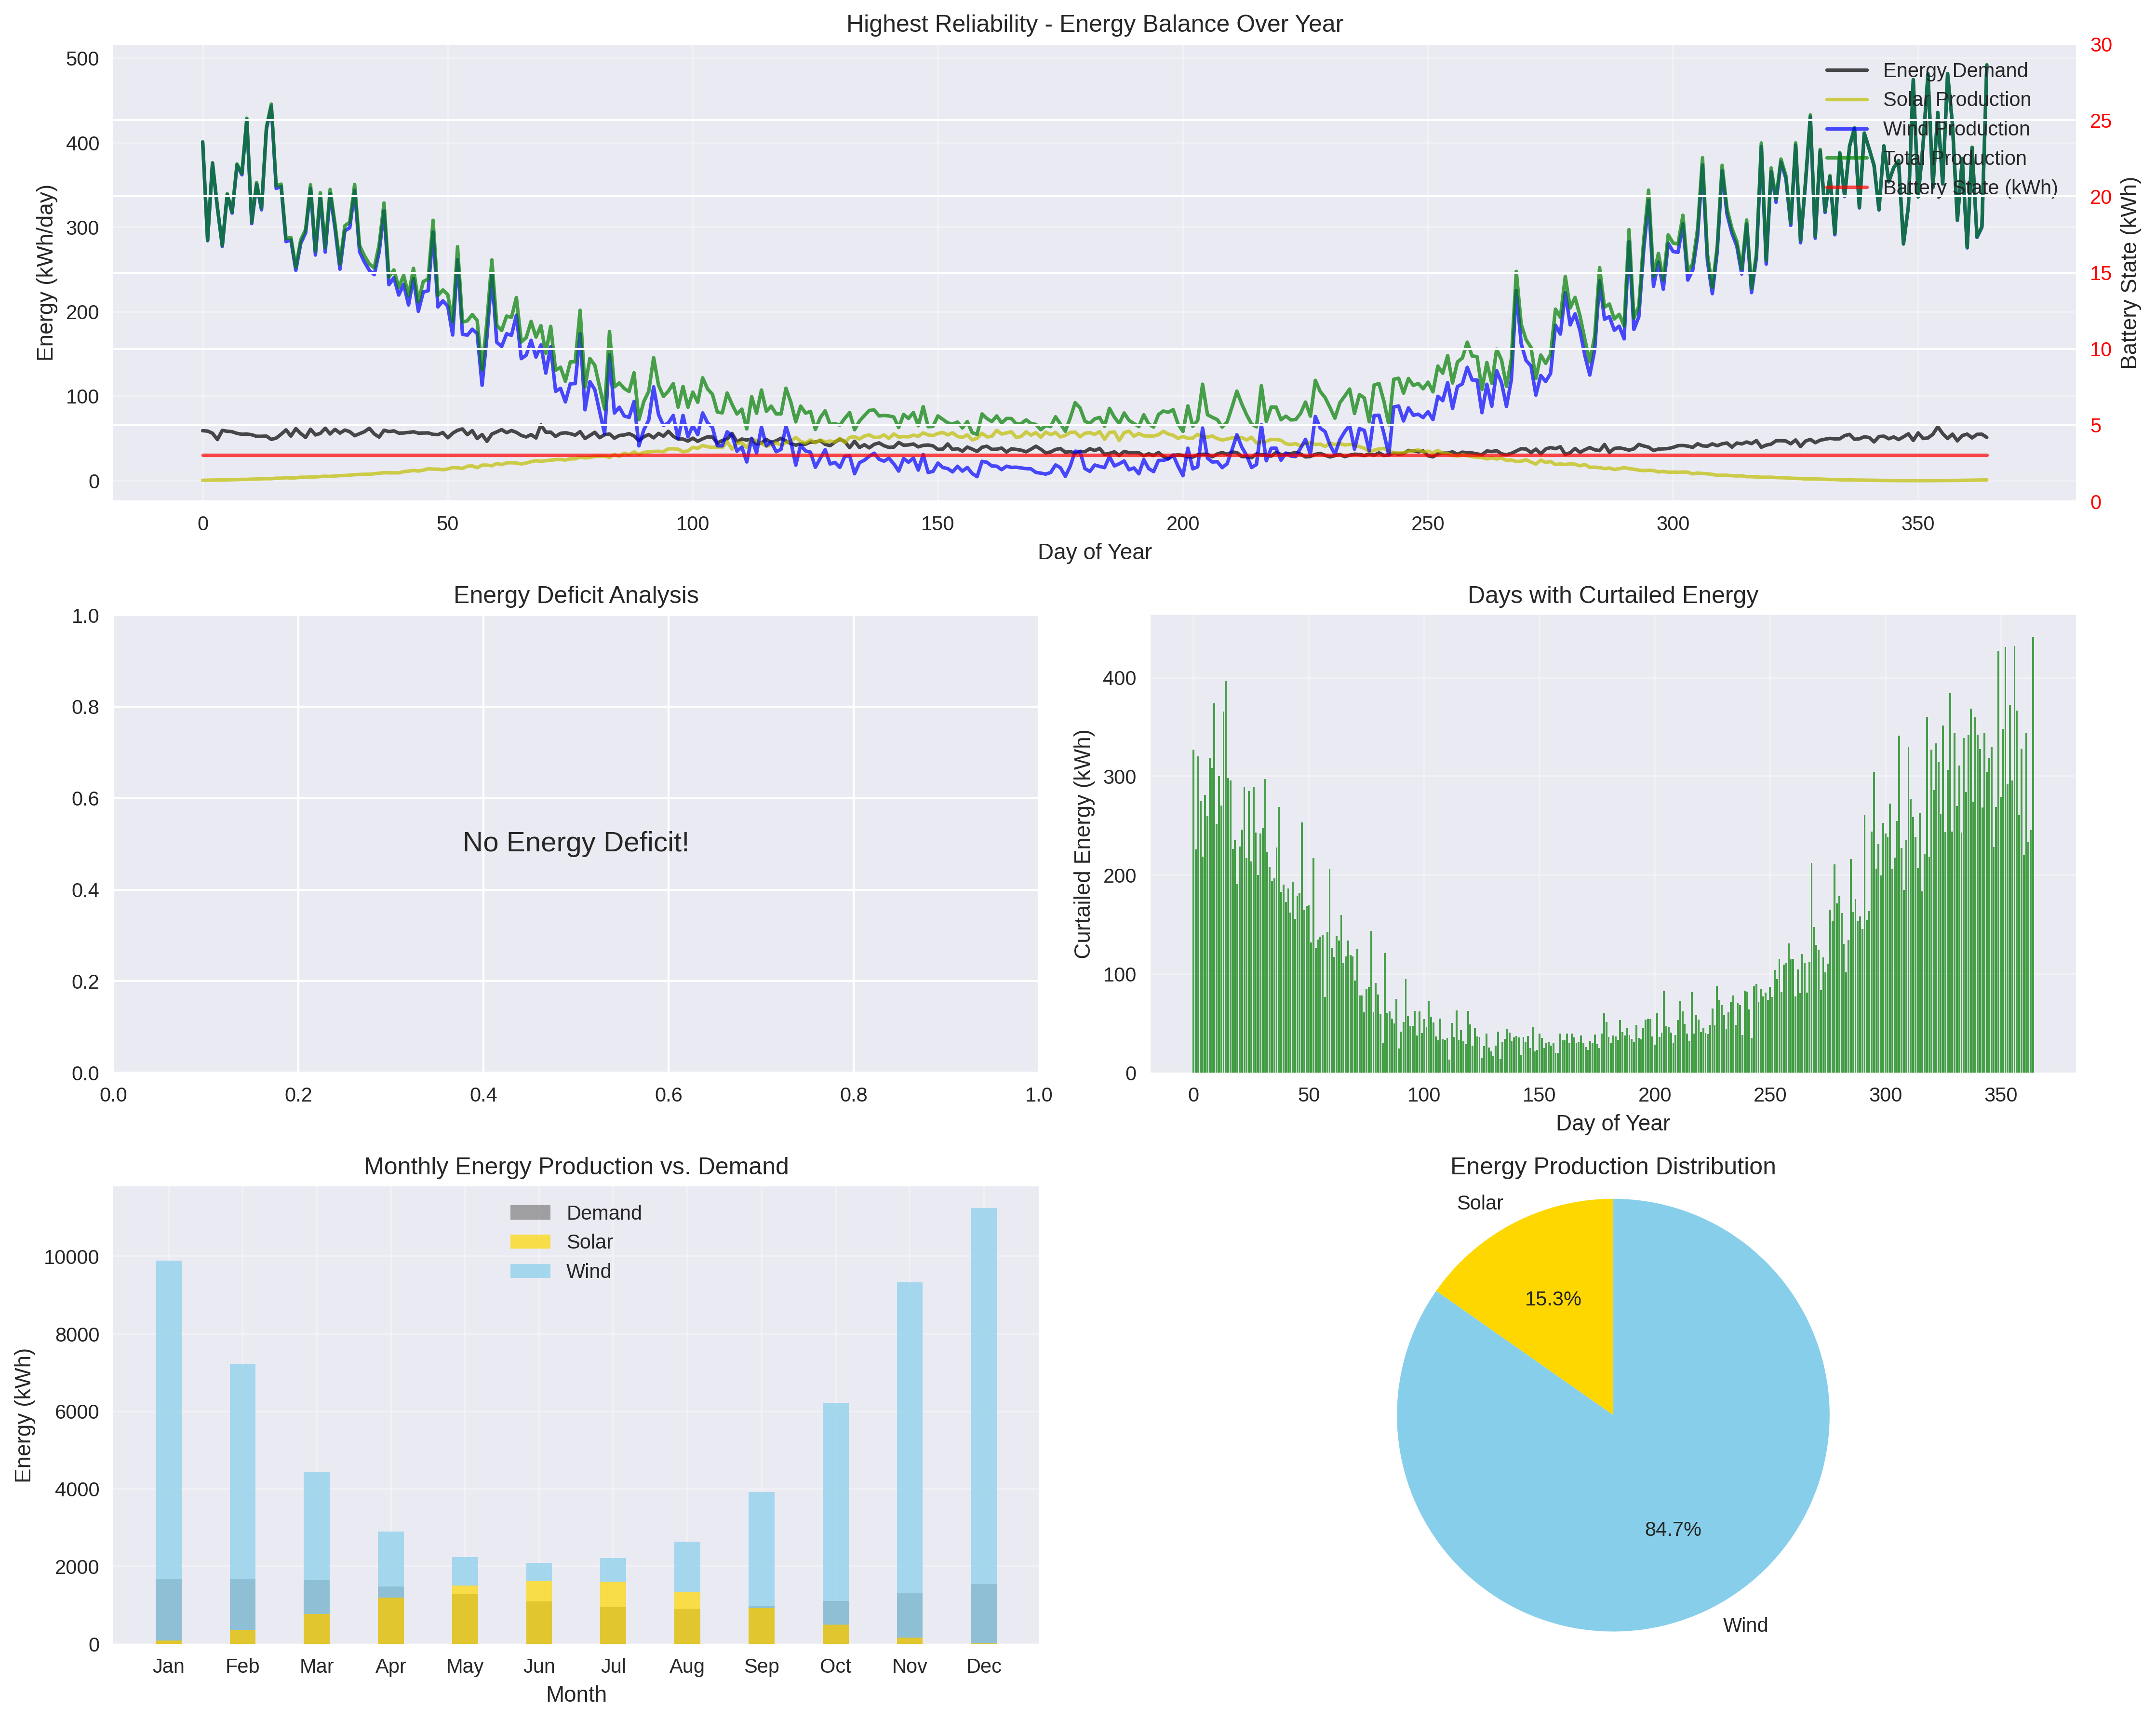 Highest Reliability - Energy Balance Over Year
Energy (kWh/day)
500
400
300
200
100
0
0 50 100 150 200 250 300 350
Day of Year
30
25
20
15
10
5
0
Battery State (kWh)
Energy Demand
Solar Production
Wind Production
Total Production
Battery State (kWh)
Energy Deficit Analysis
1.0
0.8
0.6
0.4
0.2
0.0
0.0 0.2 0.4 0.6 0.8 1.0
No Energy Deficit!
Days with Curtailed Energy
Curtailed Energy (kWh)
400
300
200
100
0
0 50 100 150 200 250 300 350
Day of Year
Monthly Energy Production vs. Demand
Energy (kWh)
10000
8000
6000
4000
2000
0
Demand
Solar
Wind
Jan Feb Mar Apr May Jun Jul Aug Sep Oct Nov Dec
Month
Energy Production Distribution
Solar
15.3%
84.7%
Wind